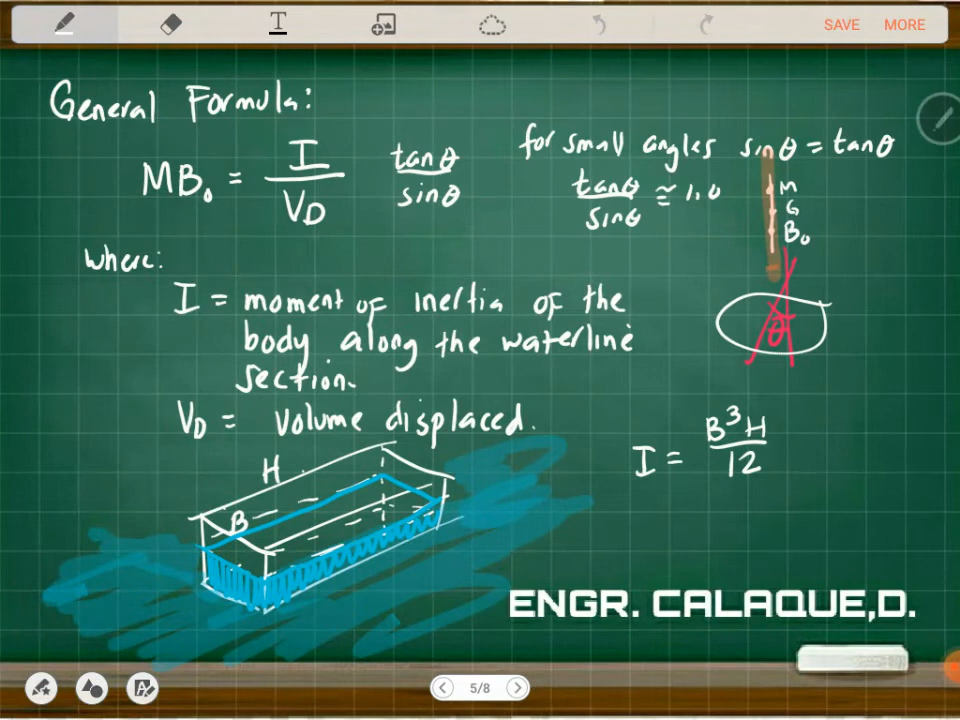 T
SAVE MORE
General Formula:
MB₀ = I / V_D tanθ / sinθ
for small angles sinθ = tanθ
tanθ / sinθ ≅ 1.0
M
G
B₀
where:
I = moment of inertia of the
body along the waterline
section.
θ
V_D = Volume displaced.
I = B³H / 12
H
B
ENGR. CALAQUE,D.
5/8